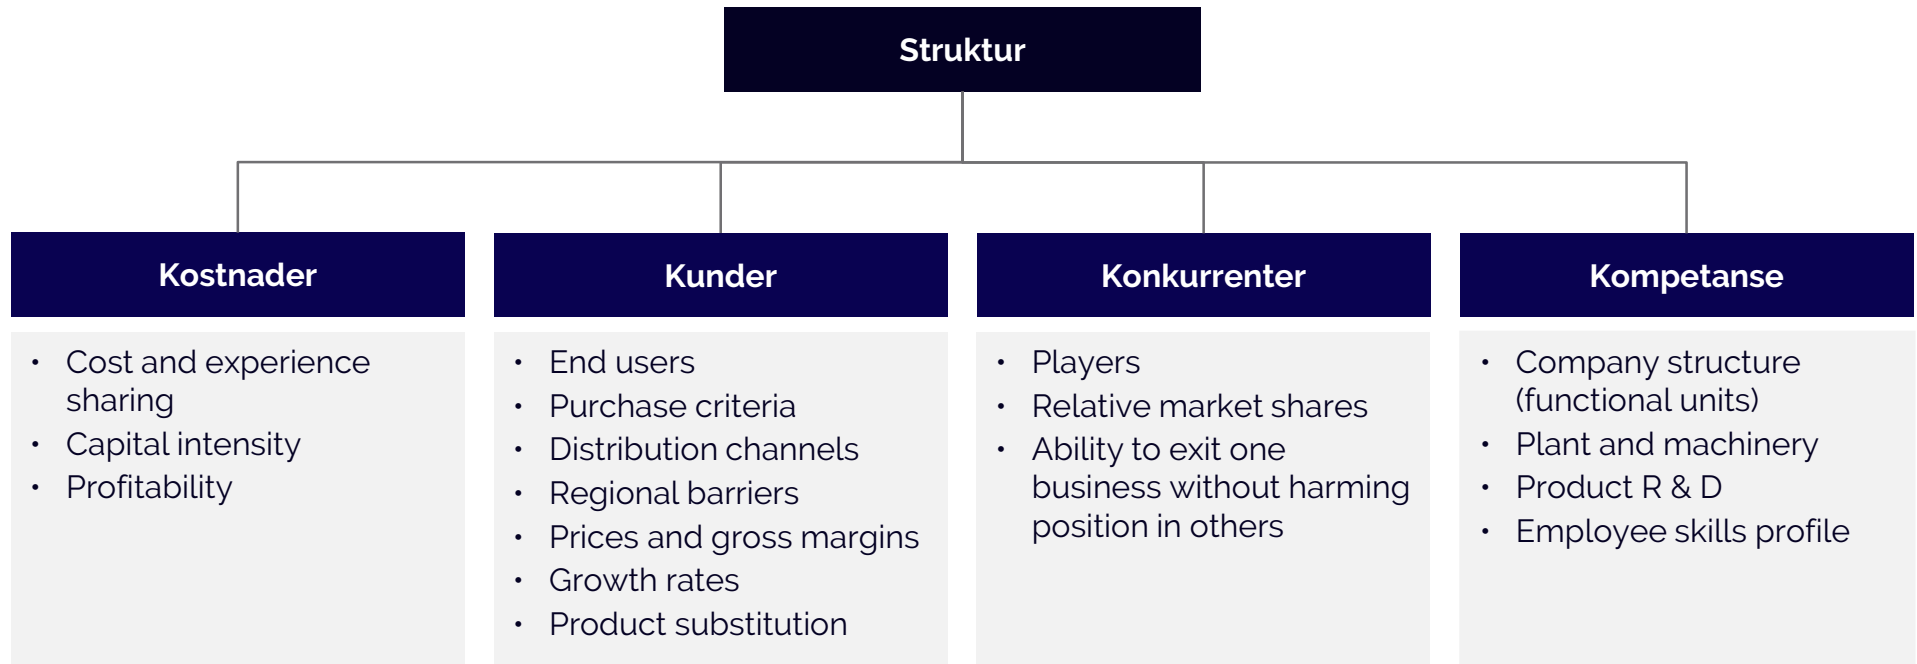 Struktur
Kostnader
• Cost and experience
sharing
• Capital intensity
• Profitability
Kunder
• End users
• Purchase criteria
• Distribution channels
• Regional barriers
• Prices and gross margins
• Growth rates
• Product substitution
Konkurrenter
• Players
• Relative market shares
• Ability to exit one
business without harming
position in others
Kompetanse
• Company structure
(functional units)
• Plant and machinery
• Product R & D
• Employee skills profile